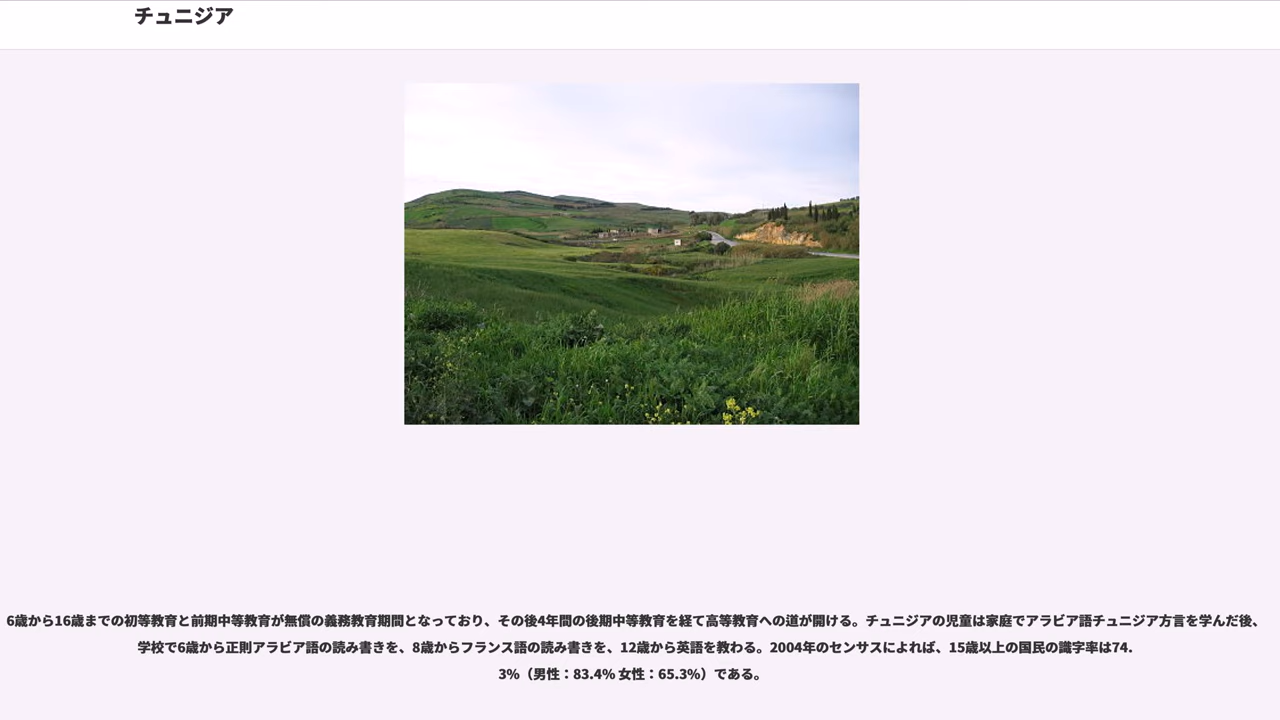 チュニジア
6歳から16歳までの初等教育と前期中等教育が無償の義務教育期間となっており、その後4年間の後期中等教育を経て高等教育への道が開ける。チュニジアの児童は家庭でアラビア語チュニジア方言を学んだ後、
学校で6歳から正則アラビア語の読み書きを、8歳からフランス語の読み書きを、12歳から英語を教わる。2004年のセンサスによれば、15歳以上の国民の識字率は74.
3%（男性：83.4% 女性：65.3%）である。